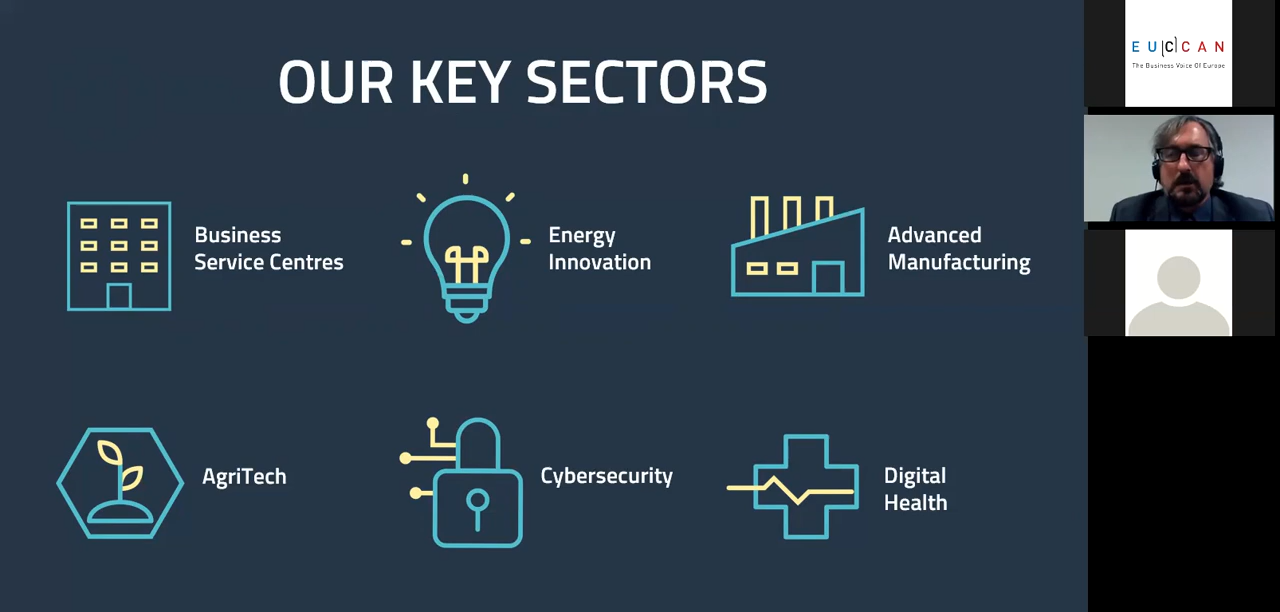 OUR KEY SECTORS
Business
Service Centres
Energy
Innovation
Advanced
Manufacturing
AgriTech
Cybersecurity
Digital
Health
EU(C)CAN
The Business Voice Of Europe